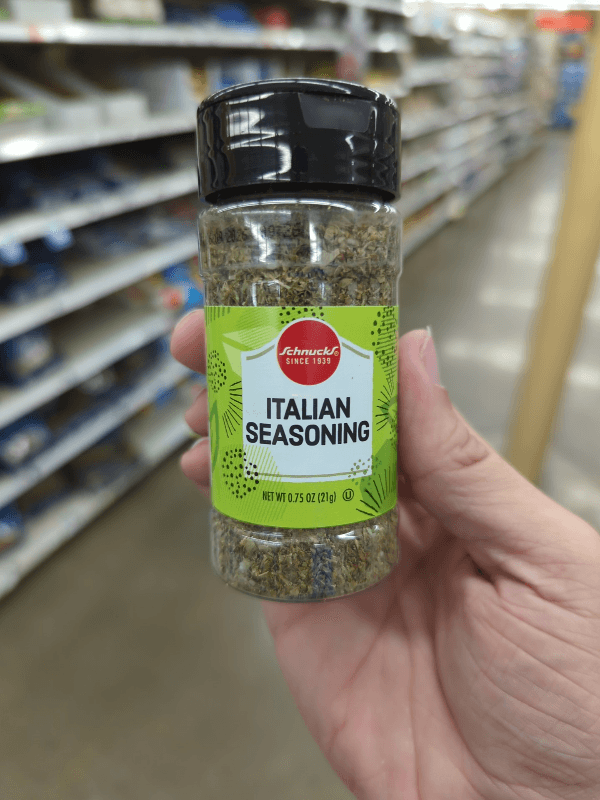 Schnucks
SINCE 1939
ITALIAN
SEASONING
NET WT 0.75 OZ (21g) U